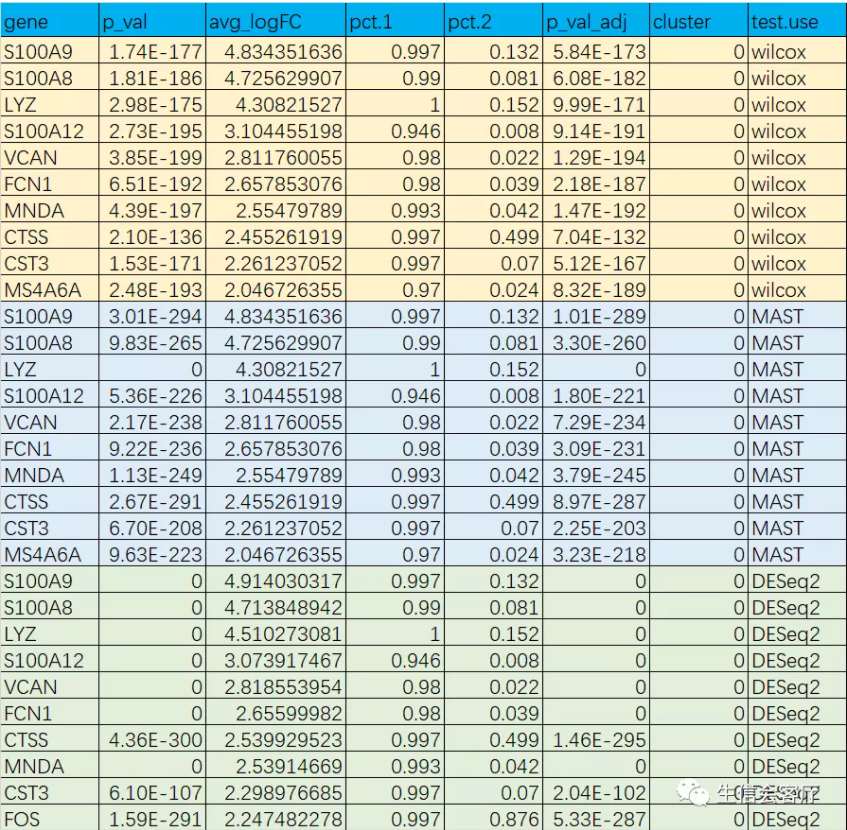 gene p_val avg_logFC pct.1 pct.2 p_val_adj cluster test.use
S100A9 1.74E-177 4.834351636 0.997 0.132 5.84E-173 0 wilcox
S100A8 1.81E-186 4.725629907 0.99 0.081 6.08E-182 0 wilcox
LYZ 2.98E-175 4.30821527 1 0.152 9.99E-171 0 wilcox
S100A12 2.73E-195 3.104455198 0.946 0.008 9.14E-191 0 wilcox
VCAN 3.85E-199 2.811760055 0.98 0.022 1.29E-194 0 wilcox
FCN1 6.51E-192 2.657853076 0.98 0.039 2.18E-187 0 wilcox
MNDA 4.39E-197 2.55479789 0.993 0.042 1.47E-192 0 wilcox
CTSS 2.10E-136 2.455261919 0.997 0.499 7.04E-132 0 wilcox
CST3 1.53E-171 2.261237052 0.997 0.07 5.12E-167 0 wilcox
MS4A6A 2.48E-193 2.046726355 0.97 0.024 8.32E-189 0 wilcox
S100A9 3.01E-294 4.834351636 0.997 0.132 1.01E-289 0 MAST
S100A8 9.83E-265 4.725629907 0.99 0.081 3.30E-260 0 MAST
LYZ 0 4.30821527 1 0.152 0 0 MAST
S100A12 5.36E-226 3.104455198 0.946 0.008 1.80E-221 0 MAST
VCAN 2.17E-238 2.811760055 0.98 0.022 7.29E-234 0 MAST
FCN1 9.22E-236 2.657853076 0.98 0.039 3.09E-231 0 MAST
MNDA 1.13E-249 2.55479789 0.993 0.042 3.79E-245 0 MAST
CTSS 2.67E-291 2.455261919 0.997 0.499 8.97E-287 0 MAST
CST3 6.70E-208 2.261237052 0.997 0.07 2.25E-203 0 MAST
MS4A6A 9.63E-223 2.046726355 0.97 0.024 3.23E-218 0 MAST
S100A9 0 4.914030317 0.997 0.132 0 0 DESeq2
S100A8 0 4.713848942 0.99 0.081 0 0 DESeq2
LYZ 0 4.510273081 1 0.152 0 0 DESeq2
S100A12 0 3.073917467 0.946 0.008 0 0 DESeq2
VCAN 0 2.818553954 0.98 0.022 0 0 DESeq2
FCN1 0 2.65599982 0.98 0.039 0 0 DESeq2
CTSS 4.36E-300 2.539929523 0.997 0.499 1.46E-295 0 DESeq2
MNDA 0 2.53914669 0.993 0.042 0 0 DESeq2
CST3 6.10E-107 2.298976685 0.997 0.07 2.04E-102 生信会客厅
FOS 1.59E-291 2.247482278 0.997 0.876 5.33E-287 0 DESeq2